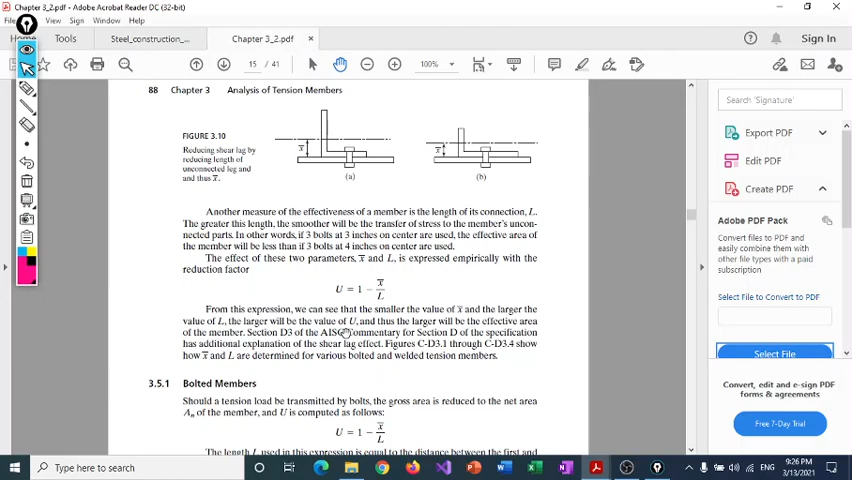 Chapter 3_2.pdf - Adobe Acrobat Reader DC (32-bit)
View Sign Window Help
Tools Steel_construction_... Chapter 3_2.pdf × Sign In
15 / 41 100%
88 Chapter 3 Analysis of Tension Members
FIGURE 3.10
Reducing shear lag by
reducing length of
unconnected leg and
and thus x̅.
x̅
x̅
(a)
(b)
Another measure of the effectiveness of a member is the length of its connection, L.
The greater this length, the smoother will be the transfer of stress to the member's uncon-
nected parts. In other words, if 3 bolts at 3 inches on center are used, the effective area of
the member will be less than if 3 bolts at 4 inches on center are used.
The effect of these two parameters, x̅ and L, is expressed empirically with the
reduction factor
U = 1 − x̅/L
From this expression, we can see that the smaller the value of x̅ and the larger the
value of L, the larger will be the value of U, and thus the larger will be the effective area
of the member. Section D3 of the AISC Commentary for Section D of the specification
has additional explanation of the shear lag effect. Figures C-D3.1 through C-D3.4 show
how x̅ and L are determined for various bolted and welded tension members.
3.5.1 Bolted Members
Should a tension load be transmitted by bolts, the gross area is reduced to the net area
Aₙ of the member, and U is computed as follows:
U = 1 − x̅/L
The length L used in this expression is equal to the distance between the first and
Search 'Signature'
Export PDF
Edit PDF
Create PDF
Adobe PDF Pack
Convert files to PDF and
easily combine them
with other file types with a
paid subscription
Select File to Convert to PDF
Select File
Convert, edit and e-sign PDF
forms & agreements
Free 7-Day Trial
Type here to search
ENG
9:26 PM
3/13/2021